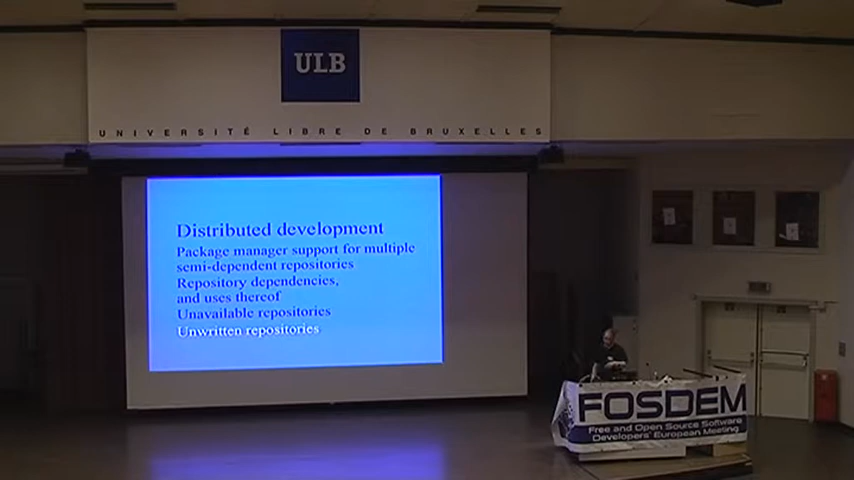 ULB
UNIVERSITÉ LIBRE DE BRUXELLES
Distributed development
Package manager support for multiple
semi-dependent repositories
Repository dependencies,
and uses thereof
Unavailable repositories
Unwritten repositories
FOSDEM
Free and Open Source Software
Developers' European Meeting